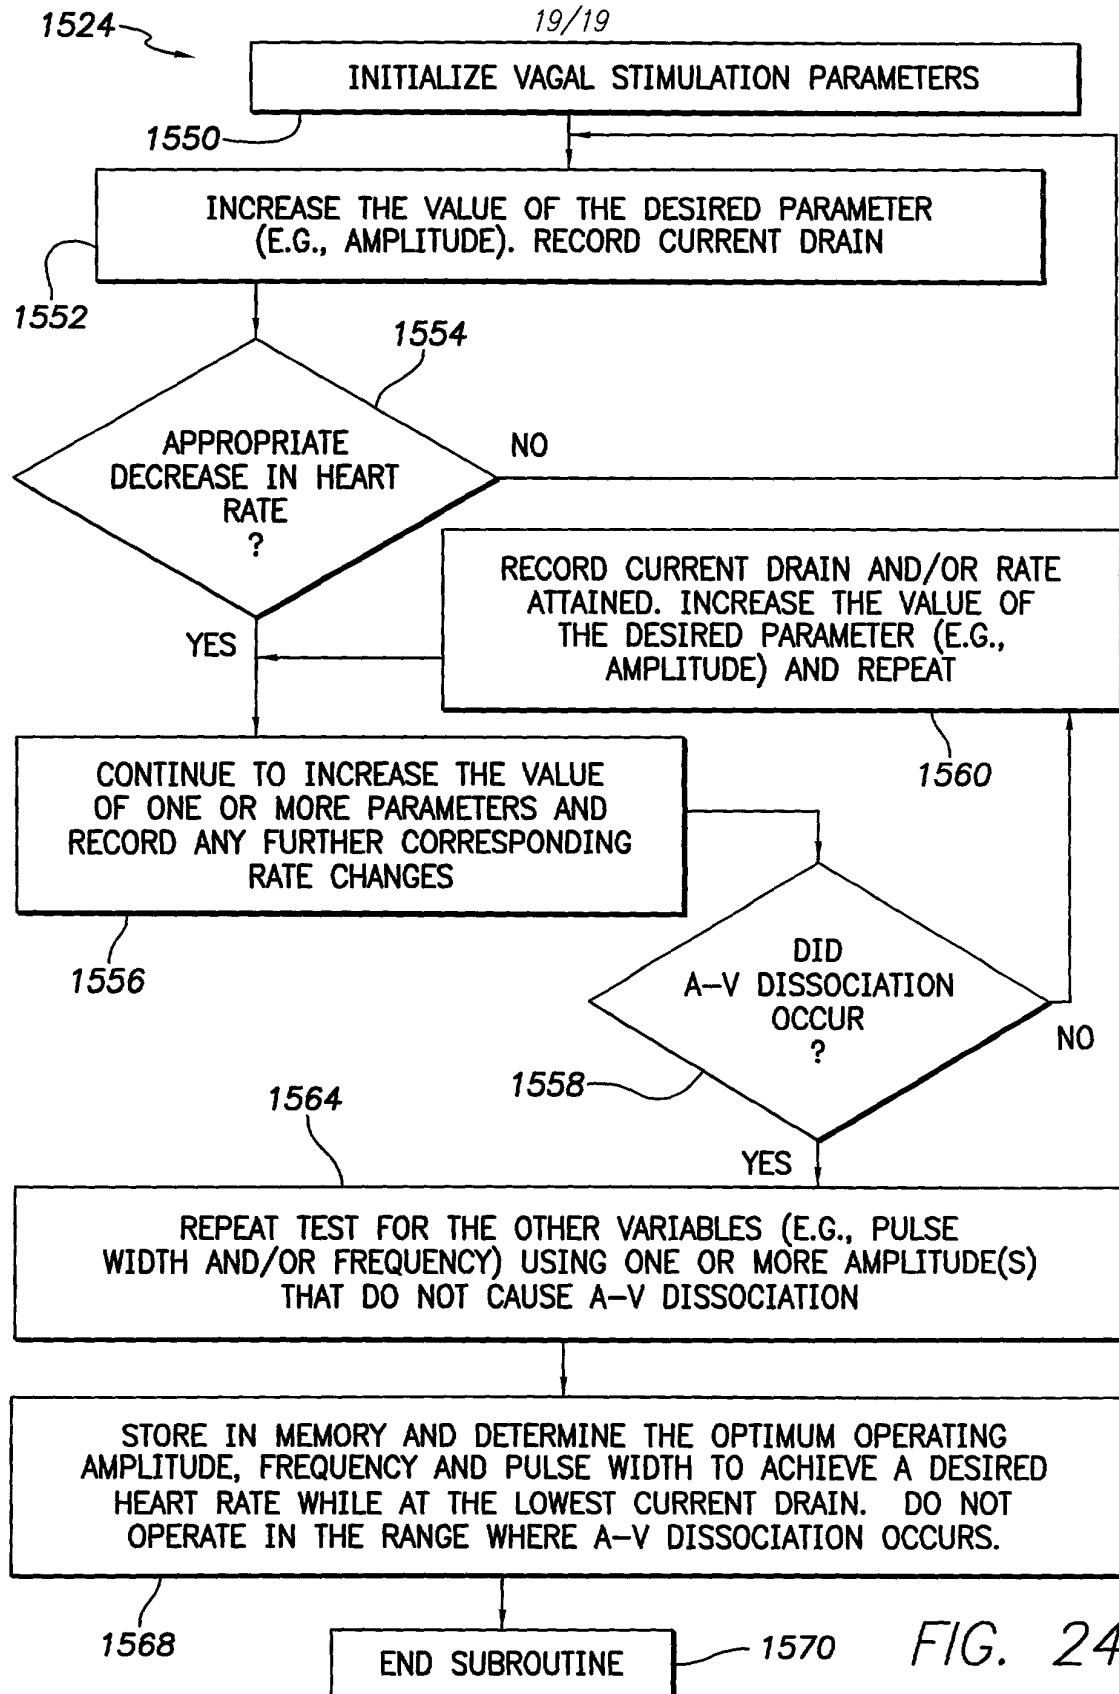 1524
19/19
INITIALIZE VAGAL STIMULATION PARAMETERS
1550
INCREASE THE VALUE OF THE DESIRED PARAMETER
(E.G., AMPLITUDE). RECORD CURRENT DRAIN
1552
1554
APPROPRIATE
DECREASE IN HEART
RATE
?
NO
YES
RECORD CURRENT DRAIN AND/OR RATE
ATTAINED. INCREASE THE VALUE OF
THE DESIRED PARAMETER (E.G.,
AMPLITUDE) AND REPEAT
1560
CONTINUE TO INCREASE THE VALUE
OF ONE OR MORE PARAMETERS AND
RECORD ANY FURTHER CORRESPONDING
RATE CHANGES
1556
DID
A-V DISSOCIATION
OCCUR
?
NO
1558
YES
1564
REPEAT TEST FOR THE OTHER VARIABLES (E.G., PULSE
WIDTH AND/OR FREQUENCY) USING ONE OR MORE AMPLITUDE(S)
THAT DO NOT CAUSE A-V DISSOCIATION
STORE IN MEMORY AND DETERMINE THE OPTIMUM OPERATING
AMPLITUDE, FREQUENCY AND PULSE WIDTH TO ACHIEVE A DESIRED
HEART RATE WHILE AT THE LOWEST CURRENT DRAIN. DO NOT
OPERATE IN THE RANGE WHERE A-V DISSOCIATION OCCURS.
1568
END SUBROUTINE
1570
FIG. 24